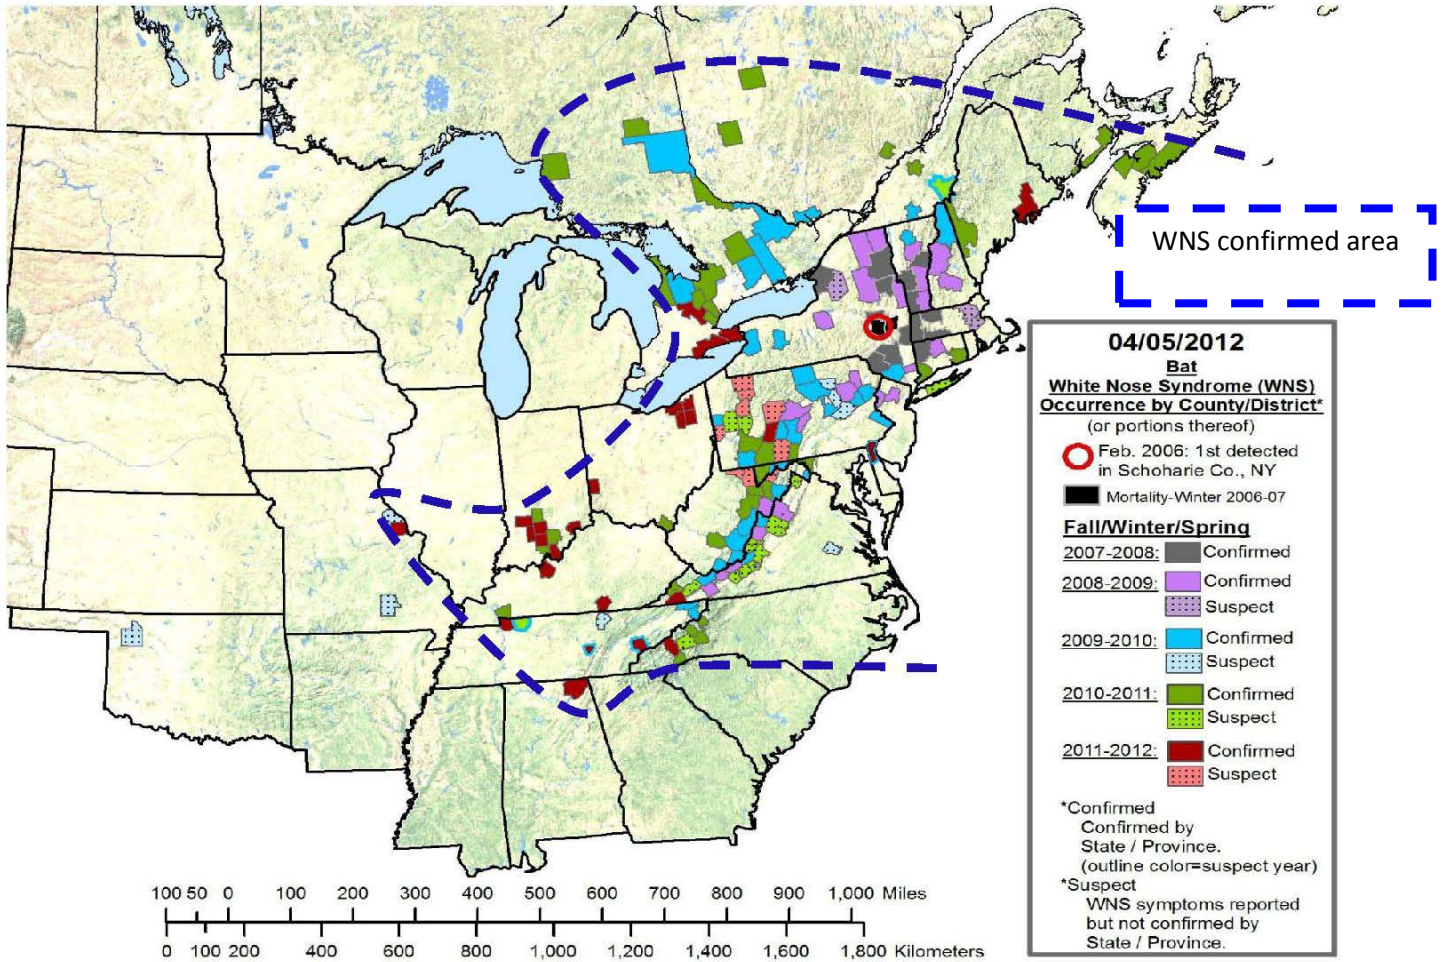 WNS confirmed area
04/05/2012
Bat
White Nose Syndrome (WNS)
Occurrence by County/District*
(or portions thereof)
Feb. 2006: 1st detected
in Schoharie Co., NY
Mortality-Winter 2006-07
Fall/Winter/Spring
2007-2008: Confirmed
2008-2009: Confirmed
Suspect
2009-2010: Confirmed
Suspect
2010-2011: Confirmed
Suspect
2011-2012: Confirmed
Suspect
*Confirmed
Confirmed by
State / Province.
(outline color=suspect year)
*Suspect
WNS symptoms reported
but not confirmed by
State / Province.
100 50 0 100 200 300 400 500 600 700 800 900 1,000 Miles
0 100 200 400 600 800 1,000 1,200 1,400 1,600 1,800 Kilometers